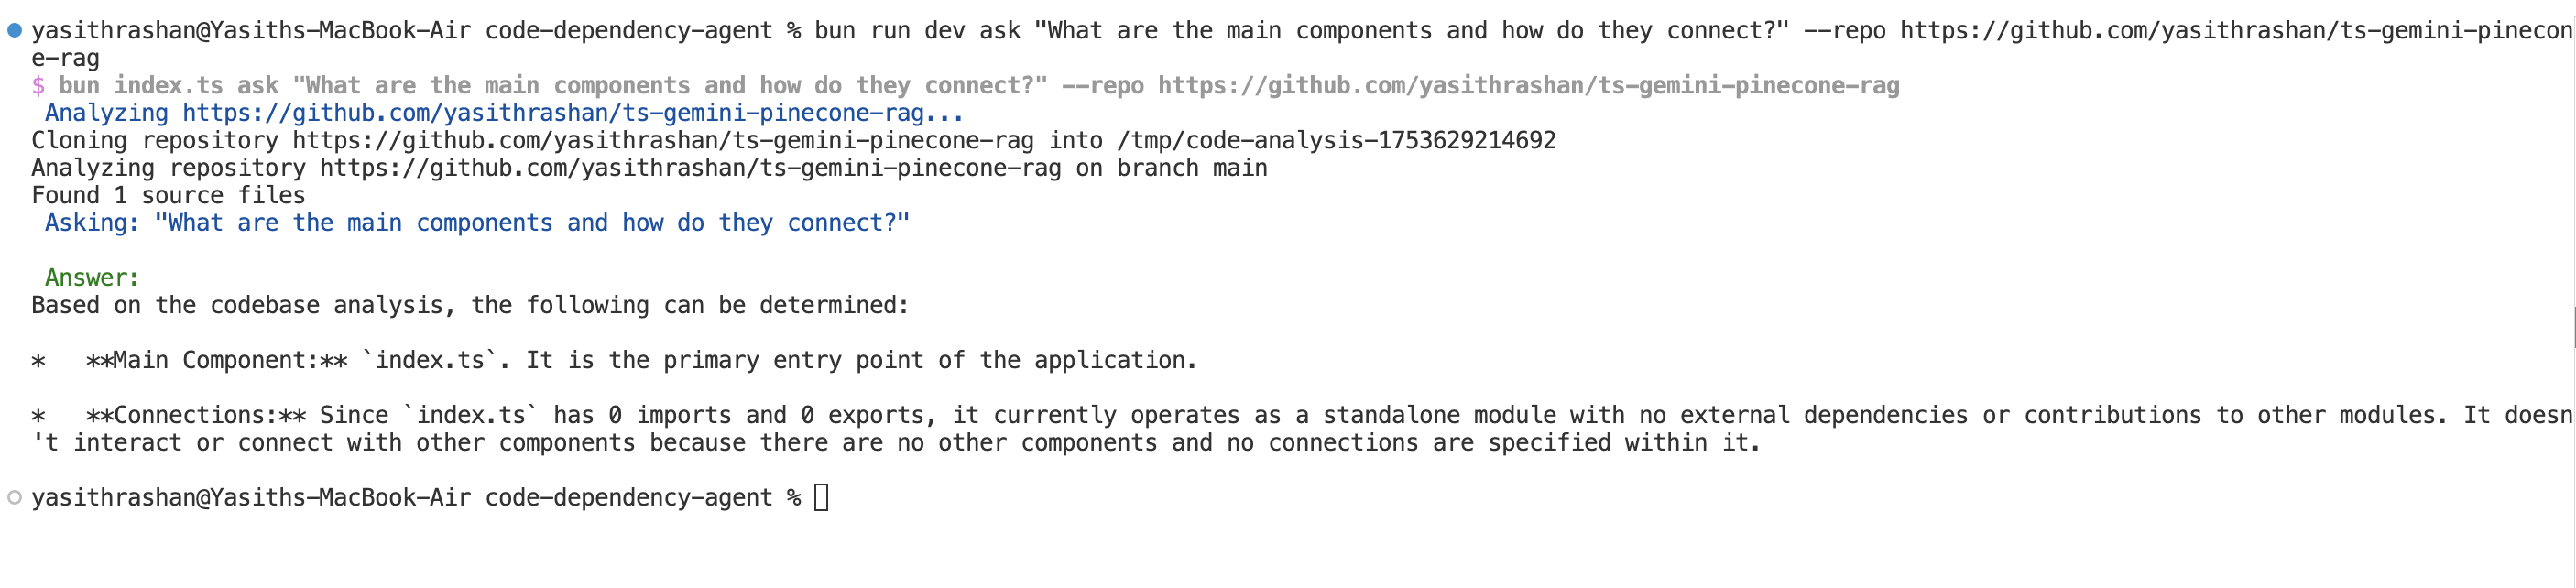 yasithrashan@Yasiths-MacBook-Air code-dependency-agent % bun run dev ask "What are the main components and how do they connect?" --repo https://github.com/yasithrashan/ts-gemini-pinecon
e-rag
$ bun index.ts ask "What are the main components and how do they connect?" --repo https://github.com/yasithrashan/ts-gemini-pinecone-rag
Analyzing https://github.com/yasithrashan/ts-gemini-pinecone-rag...
Cloning repository https://github.com/yasithrashan/ts-gemini-pinecone-rag into /tmp/code-analysis-1753629214692
Analyzing repository https://github.com/yasithrashan/ts-gemini-pinecone-rag on branch main
Found 1 source files
Asking: "What are the main components and how do they connect?"
Answer:
Based on the codebase analysis, the following can be determined:
*   **Main Component:** `index.ts`. It is the primary entry point of the application.
*   **Connections:** Since `index.ts` has 0 imports and 0 exports, it currently operates as a standalone module with no external dependencies or contributions to other modules. It doesn
't interact or connect with other components because there are no other components and no connections are specified within it.
yasithrashan@Yasiths-MacBook-Air code-dependency-agent %